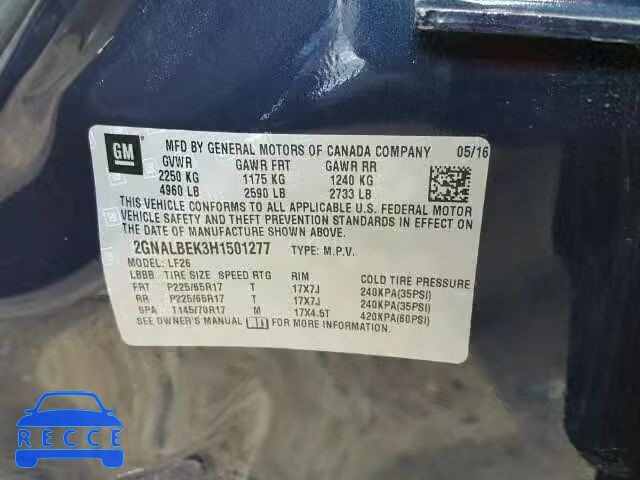 GM
MFD BY GENERAL MOTORS OF CANADA COMPANY 05/16
GVWR GAWR FRT GAWR RR
2250 KG 1175 KG 1240 KG
4960 LB 2590 LB 2733 LB
THIS VEHICLE CONFORMS TO ALL APPLICABLE U.S. FEDERAL MOTOR
VEHICLE SAFETY AND THEFT PREVENTION STANDARDS IN EFFECT ON
THE DATE OF MANUFACTURE SHOWN ABOVE.
2GNALBEK3H1501277 TYPE: M.P.V.
MODEL: LF26
LBBB TIRE SIZE SPEED RTG RIM COLD TIRE PRESSURE
FRT P225/65R17 T 17X7J 240KPA(35PSI)
RR P225/65R17 T 17X7J 240KPA(35PSI)
SPA T145/70R17 M 17X4.5T 420KPA(60PSI)
SEE OWNER'S MANUAL FOR MORE INFORMATION.
RECCE